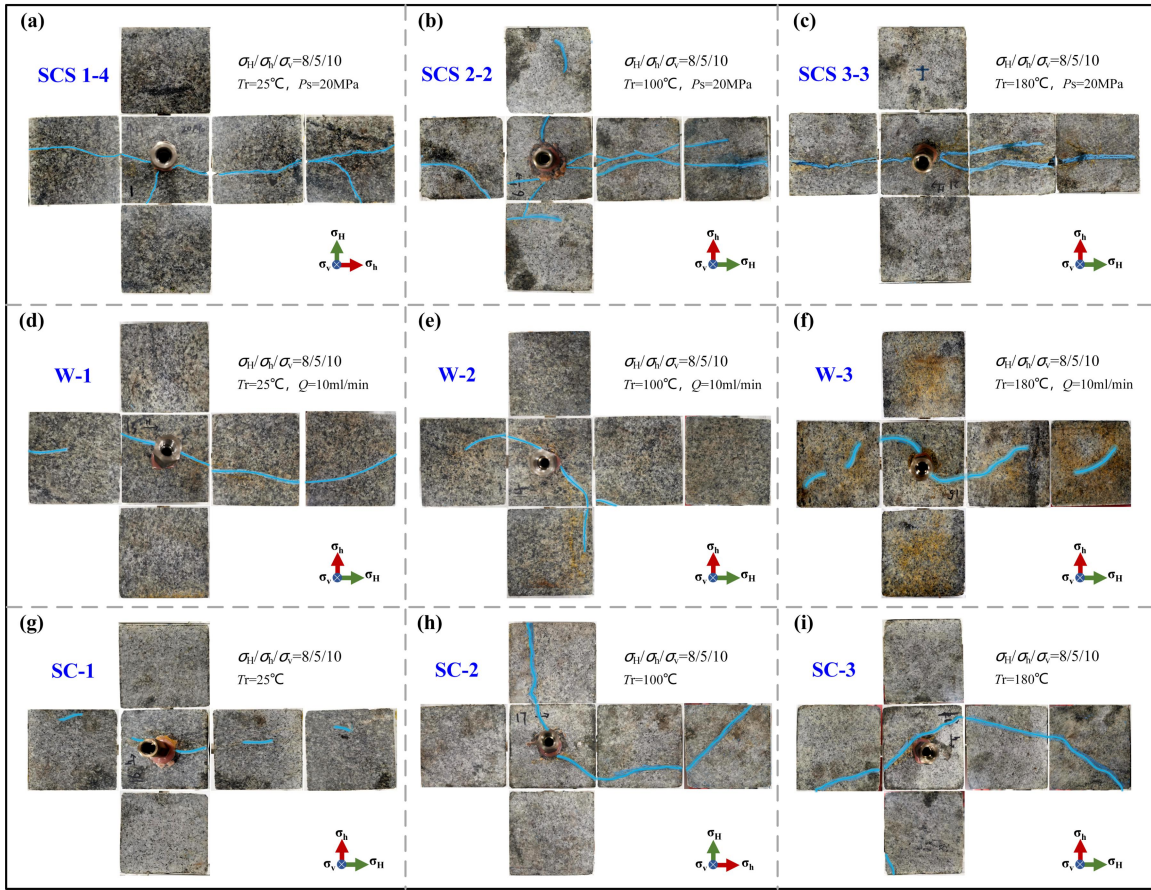 (a)
SCS 1-4
σH/σh/σv=8/5/10
Tr=25℃, Ps=20MPa
σH
σv
σh
(b)
SCS 2-2
σH/σh/σv=8/5/10
Tr=100℃, Ps=20MPa
σh
σv
σH
(c)
SCS 3-3
σH/σh/σv=8/5/10
Tr=180℃, Ps=20MPa
σh
σv
σH
(d)
W-1
σH/σh/σv=8/5/10
Tr=25℃, Q=10ml/min
σh
σv
σH
(e)
W-2
σH/σh/σv=8/5/10
Tr=100℃, Q=10ml/min
σh
σv
σH
(f)
W-3
σH/σh/σv=8/5/10
Tr=180℃, Q=10ml/min
σh
σv
σH
(g)
SC-1
σH/σh/σv=8/5/10
Tr=25℃
σh
σv
σH
(h)
SC-2
σH/σh/σv=8/5/10
Tr=100℃
17
σH
σv
σh
(i)
SC-3
σH/σh/σv=8/5/10
Tr=180℃
σh
σv
σH